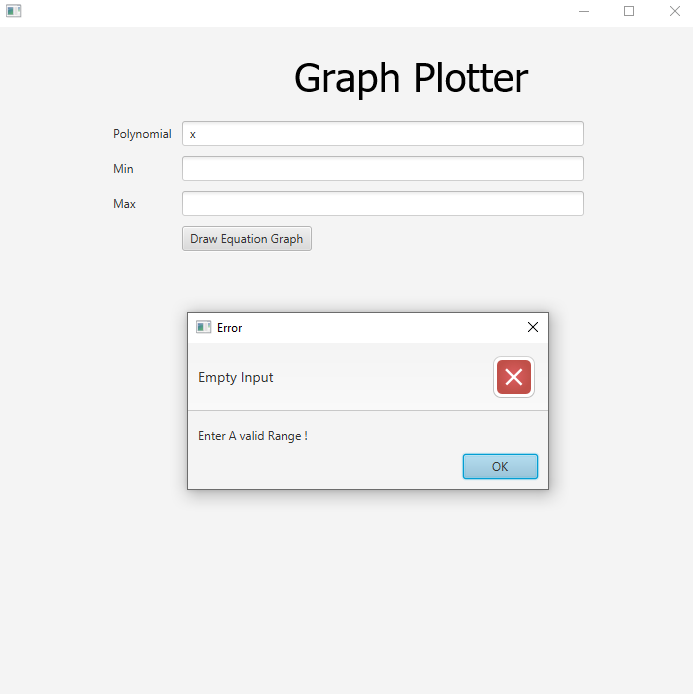 Graph Plotter
Polynomial x
Min
Max
Draw Equation Graph
Error
Empty Input
Enter A valid Range !
OK